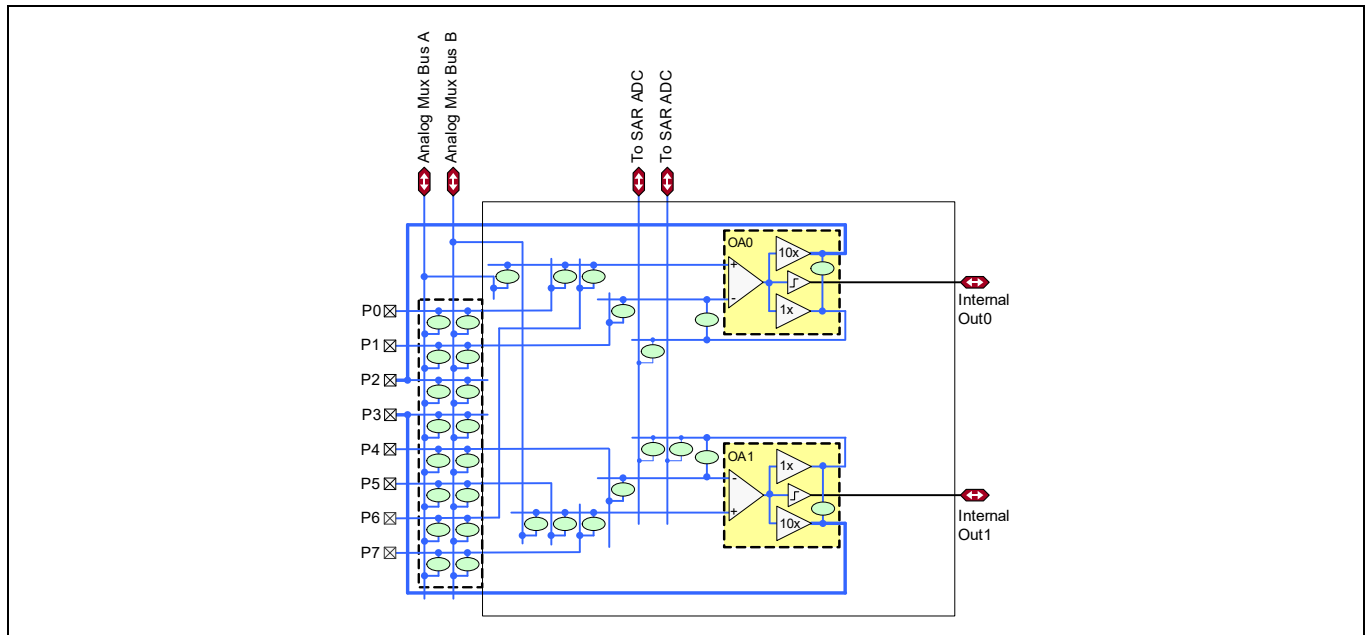 Analog Mux Bus A
Analog Mux Bus B
To SAR ADC
To SAR ADC
OA0
10x
+
-
1x
Internal
Out0
P0
P1
P2
P3
P4
P5
P6
P7
OA1
1x
-
+
10x
Internal
Out1